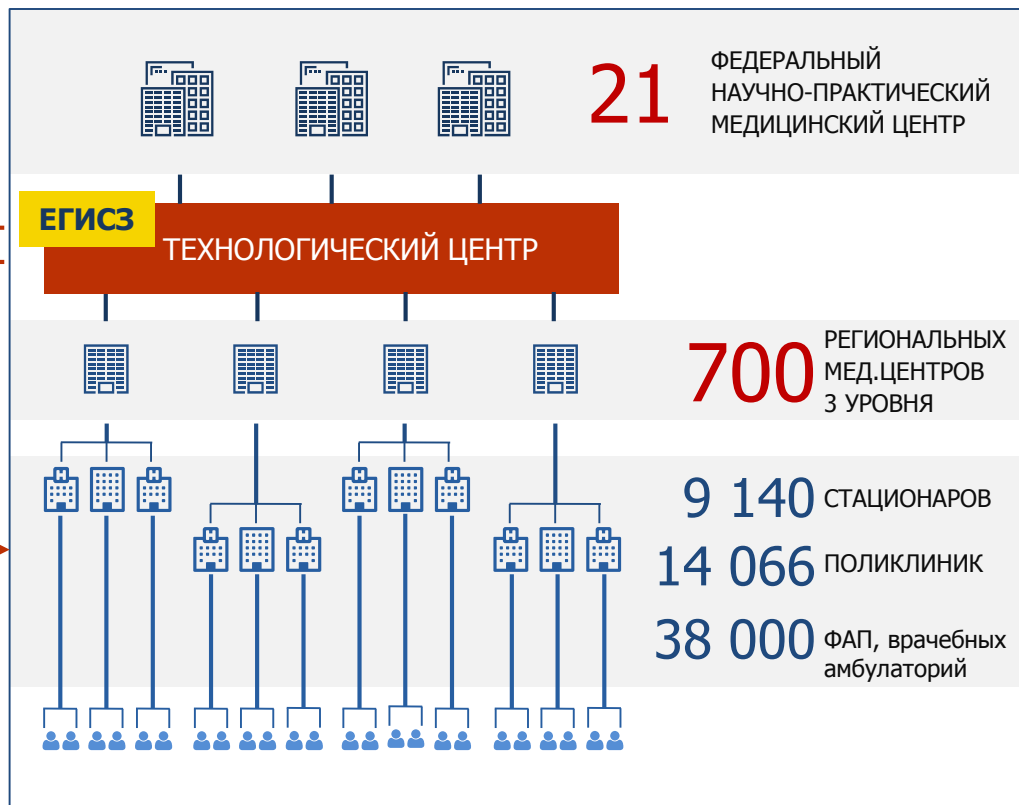 21
ФЕДЕРАЛЬНЫЙ
НАУЧНО-ПРАКТИЧЕСКИЙ
МЕДИЦИНСКИЙ ЦЕНТР
ЕГИСЗ
ТЕХНОЛОГИЧЕСКИЙ ЦЕНТР
700
РЕГИОНАЛЬНЫХ
МЕД.ЦЕНТРОВ
3 УРОВНЯ
9 140 СТАЦИОНАРОВ
14 066 ПОЛИКЛИНИК
38 000 ФАП, врачебных
амбулаторий